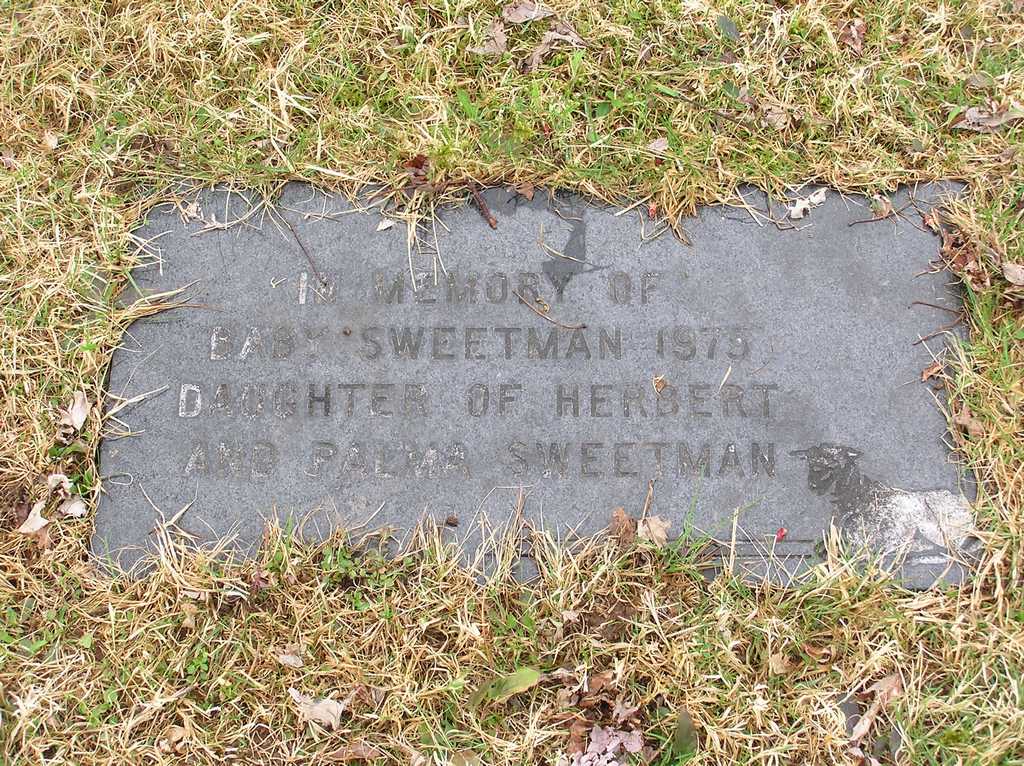 IN MEMORY OF
BABY SWEETMAN 1975
DAUGHTER OF HERBERT
AND PALMA SWEETMAN